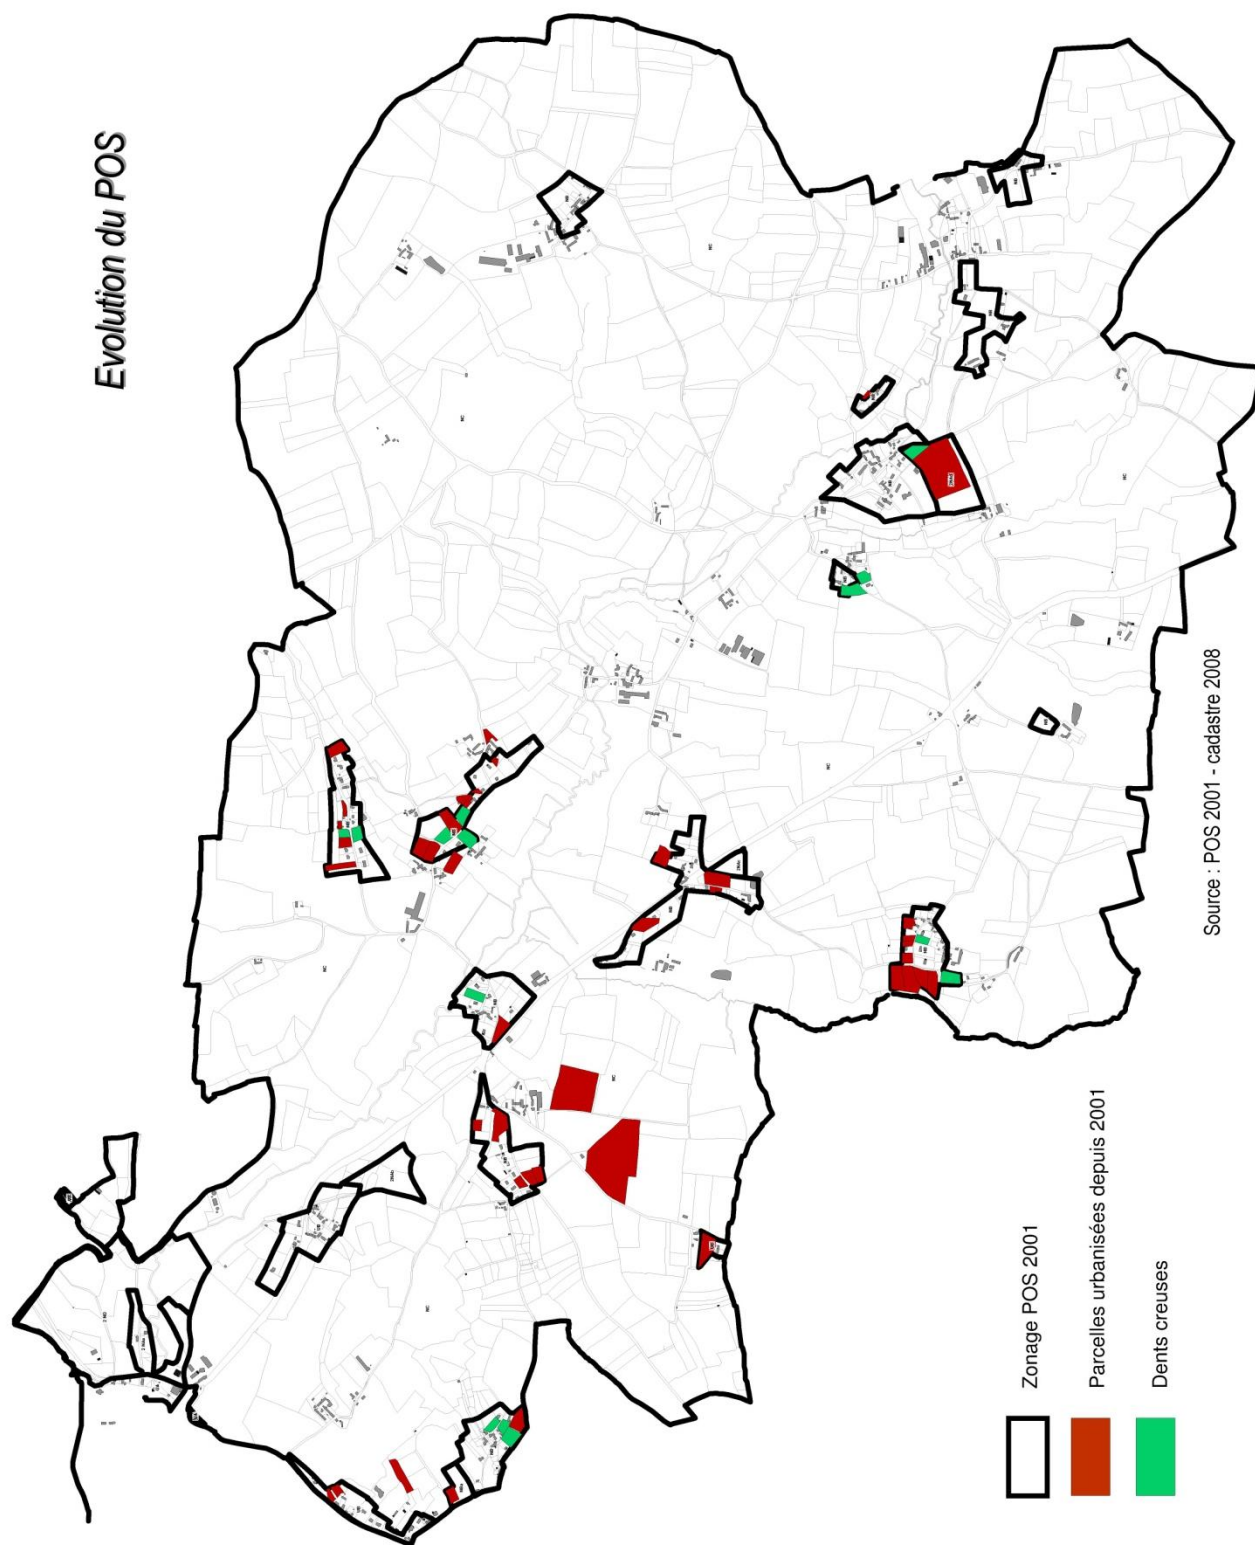 Evolution du POS
Zonage POS 2001
Parcelles urbanisées depuis 2001
Dents creuses
Source : POS 2001 - cadastre 2008